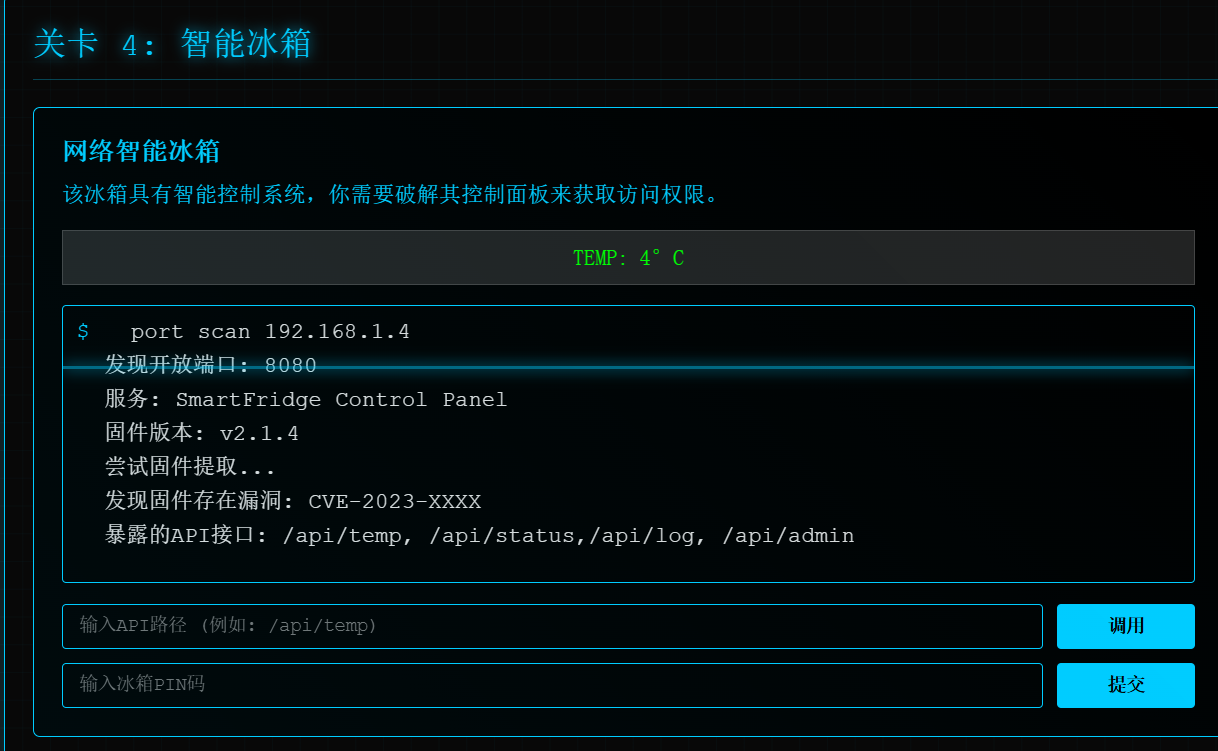 关卡 4: 智能冰箱
网络智能冰箱
该冰箱具有智能控制系统，你需要破解其控制面板来获取访问权限。
TEMP: 4°C
$ port scan 192.168.1.4
发现开放端口: 8080
服务: SmartFridge Control Panel
固件版本: v2.1.4
尝试固件提取...
发现固件存在漏洞: CVE-2023-XXXX
暴露的API接口: /api/temp, /api/status,/api/log, /api/admin
输入API路径 (例如: /api/temp)
调用
输入冰箱PIN码
提交